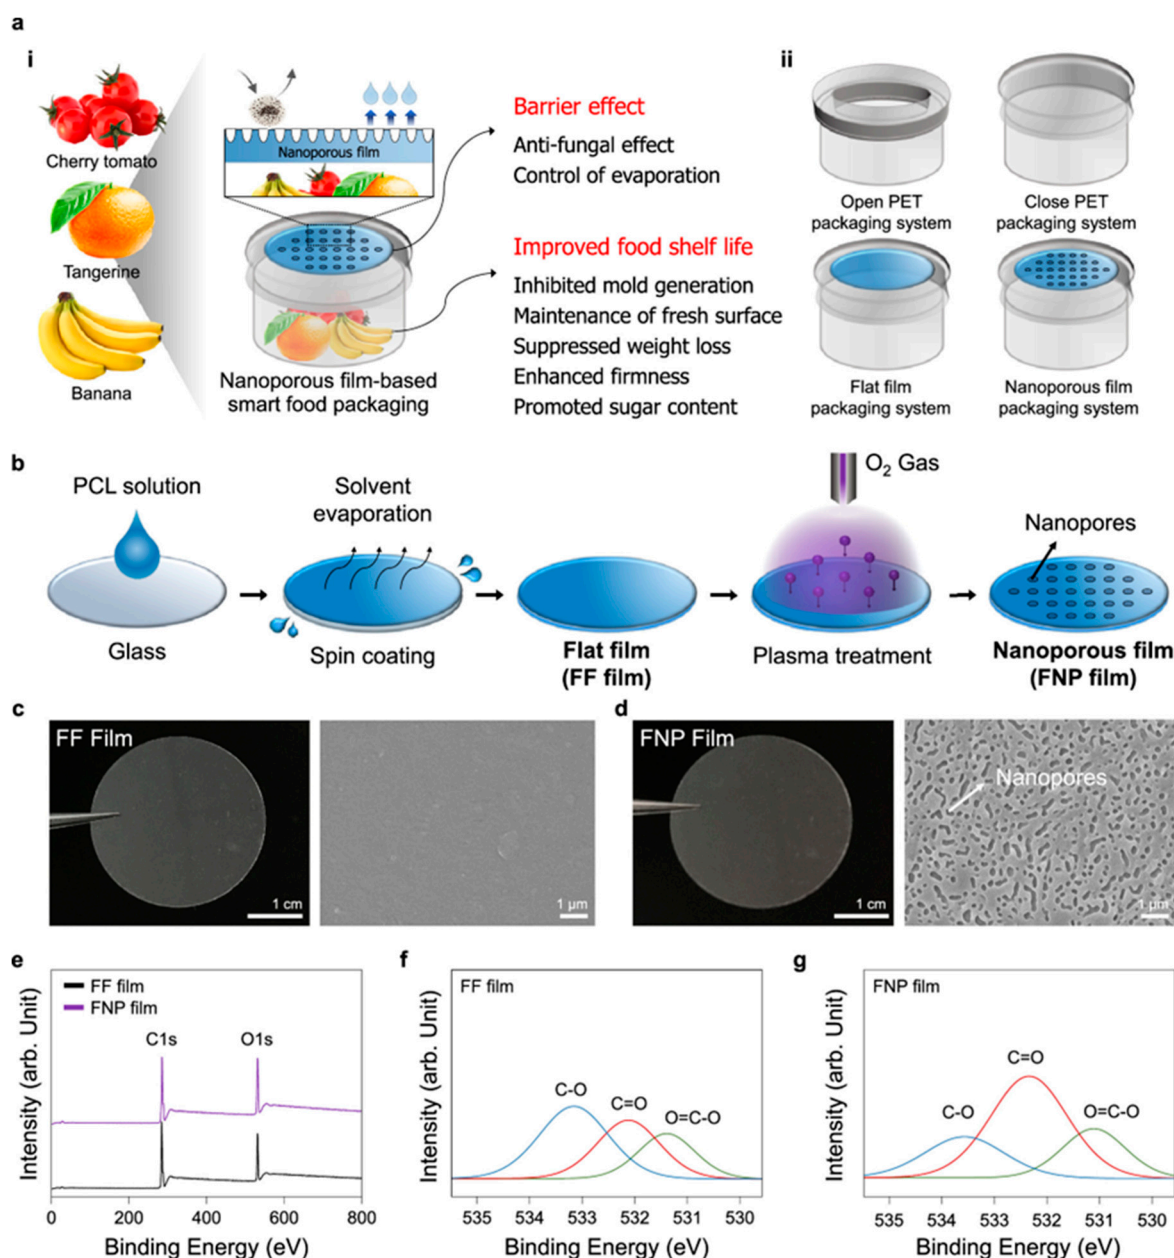 a
i
Cherry tomato
Tangerine
Banana
Nanoporous film
Nanoporous film-based
smart food packaging
Barrier effect
Anti-fungal effect
Control of evaporation
Improved food shelf life
Inhibited mold generation
Maintenance of fresh surface
Suppressed weight loss
Enhanced firmness
Promoted sugar content
ii
Open PET
packaging system
Close PET
packaging system
Flat film
packaging system
Nanoporous film
packaging system
b
PCL solution
Glass
Solvent
evaporation
Spin coating
Flat film
(FF film)
O2 Gas
Plasma treatment
Nanopores
Nanoporous film
(FNP film)
c
FF Film
1 cm
1 μm
d
FNP Film
1 cm
Nanopores
1 μm
e
FF film
FNP film
C1s
O1s
Intensity (arb. Unit)
0 200 400 600 800
Binding Energy (eV)
f
FF film
C-O
C=O
O=C-O
Intensity (arb. Unit)
535 534 533 532 531 530
Binding Energy (eV)
g
FNP film
C-O
C=O
O=C-O
Intensity (arb. Unit)
535 534 533 532 531 530
Binding Energy (eV)